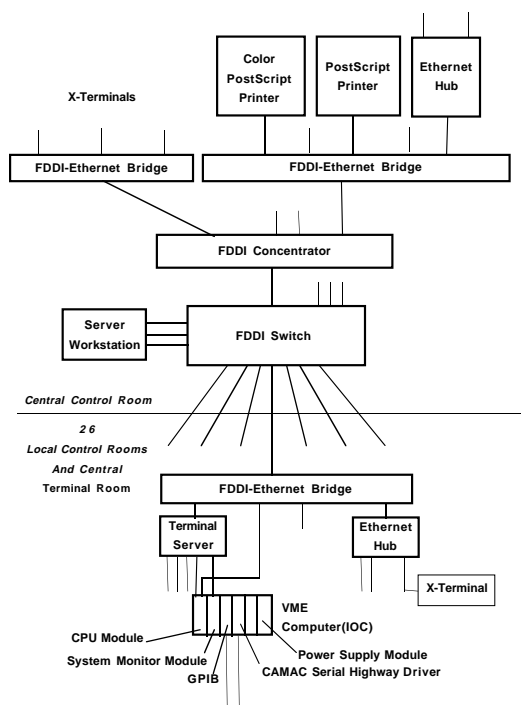 Color
PostScript
Printer
PostScript
Printer
Ethernet
Hub
X-Terminals
FDDI-Ethernet Bridge
FDDI-Ethernet Bridge
FDDI Concentrator
Server
Workstation
FDDI Switch
Central Control Room
26
Local Control Rooms
And Central
Terminal Room
FDDI-Ethernet Bridge
Terminal
Server
Ethernet
Hub
X-Terminal
VME
Computer(IOC)
CPU Module
System Monitor Module
GPIB
Power Supply Module
CAMAC Serial Highway Driver